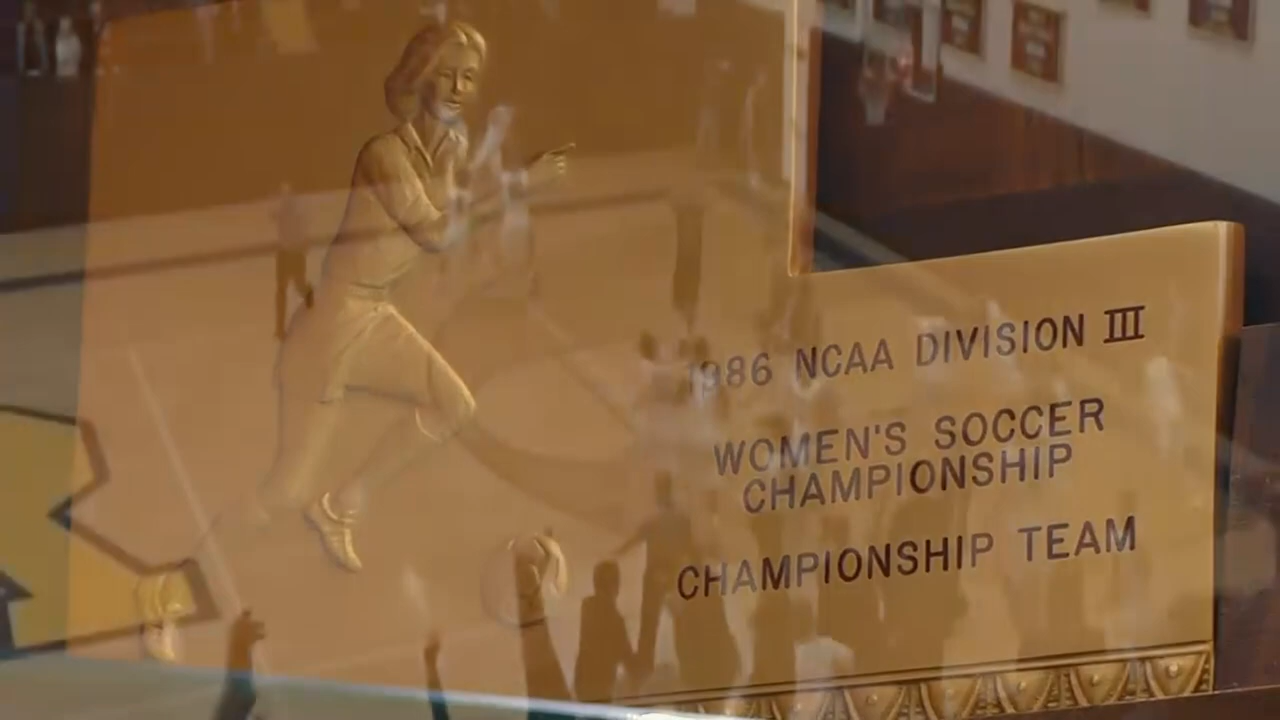 1986 NCAA DIVISION III
WOMEN'S SOCCER
CHAMPIONSHIP
CHAMPIONSHIP TEAM